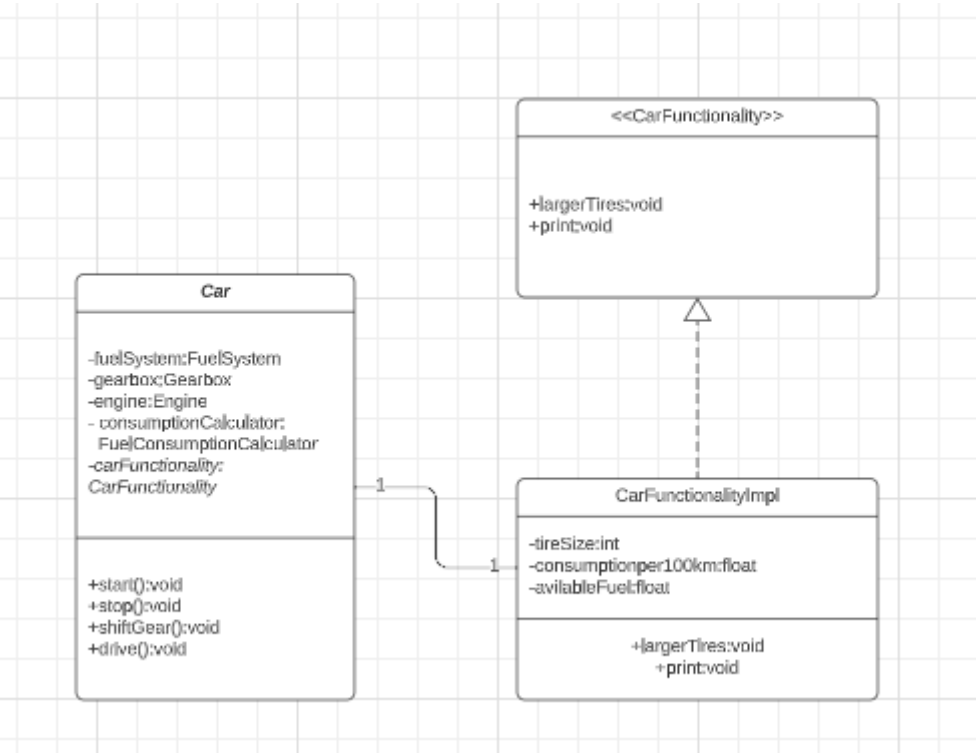 <<CarFunctionality>>
+largerTires:void
+print:void
Car
-fuelSystem:FuelSystem
-gearbox:Gearbox
-engine:Engine
- consumptionCalculator:
FuelConsumptionCalculator
-carFunctionality:
CarFunctionality
+start():void
+stop():void
+shiftGear():void
+drive():void
1
1
CarFunctionalityImpl
-tireSize:int
-consumptionper100km:float
-avilableFuel:float
+largerTires:void
+print:void